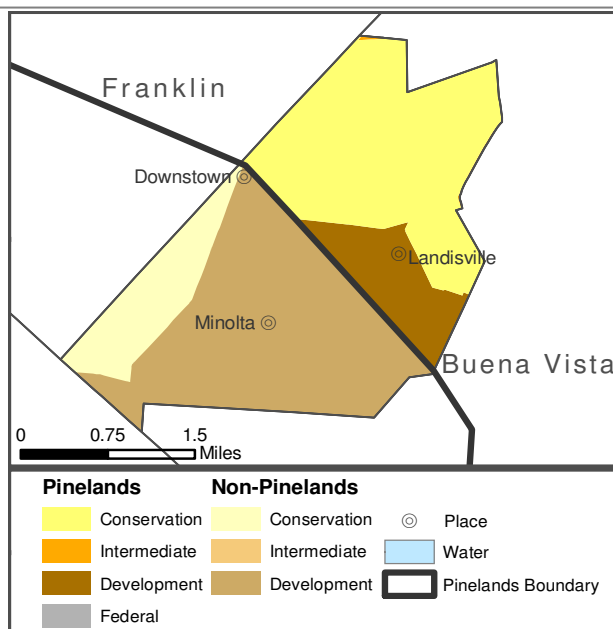 Franklin
Downstown
Landisville
Minolta
Buena Vista
0 0.75 1.5
Miles
Pinelands Non-Pinelands
Conservation Conservation Place
Intermediate Intermediate Water
Development Development Pinelands Boundary
Federal